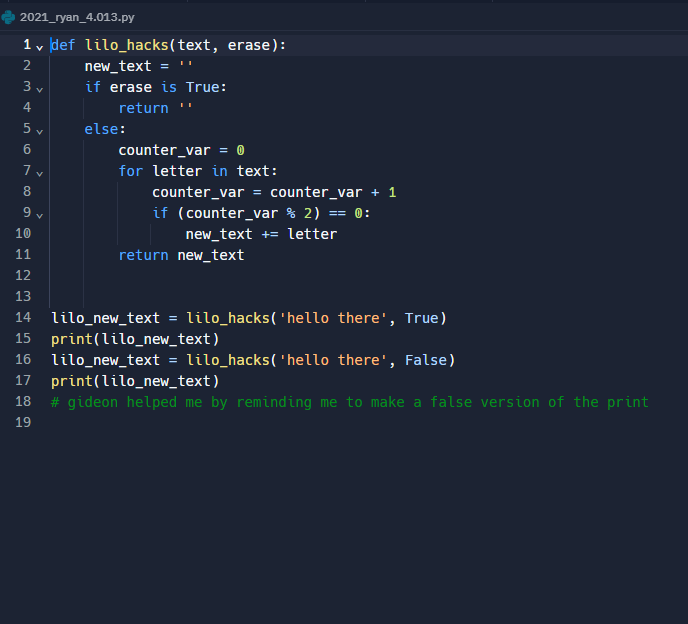 2021_ryan_4.013.py
1 def lilo_hacks(text, erase):
2     new_text = ''
3     if erase is True:
4         return ''
5     else:
6         counter_var = 0
7         for letter in text:
8             counter_var = counter_var + 1
9             if (counter_var % 2) == 0:
10                 new_text += letter
11         return new_text
12
13
14 lilo_new_text = lilo_hacks('hello there', True)
15 print(lilo_new_text)
16 lilo_new_text = lilo_hacks('hello there', False)
17 print(lilo_new_text)
18 # gideon helped me by reminding me to make a false version of the print
19